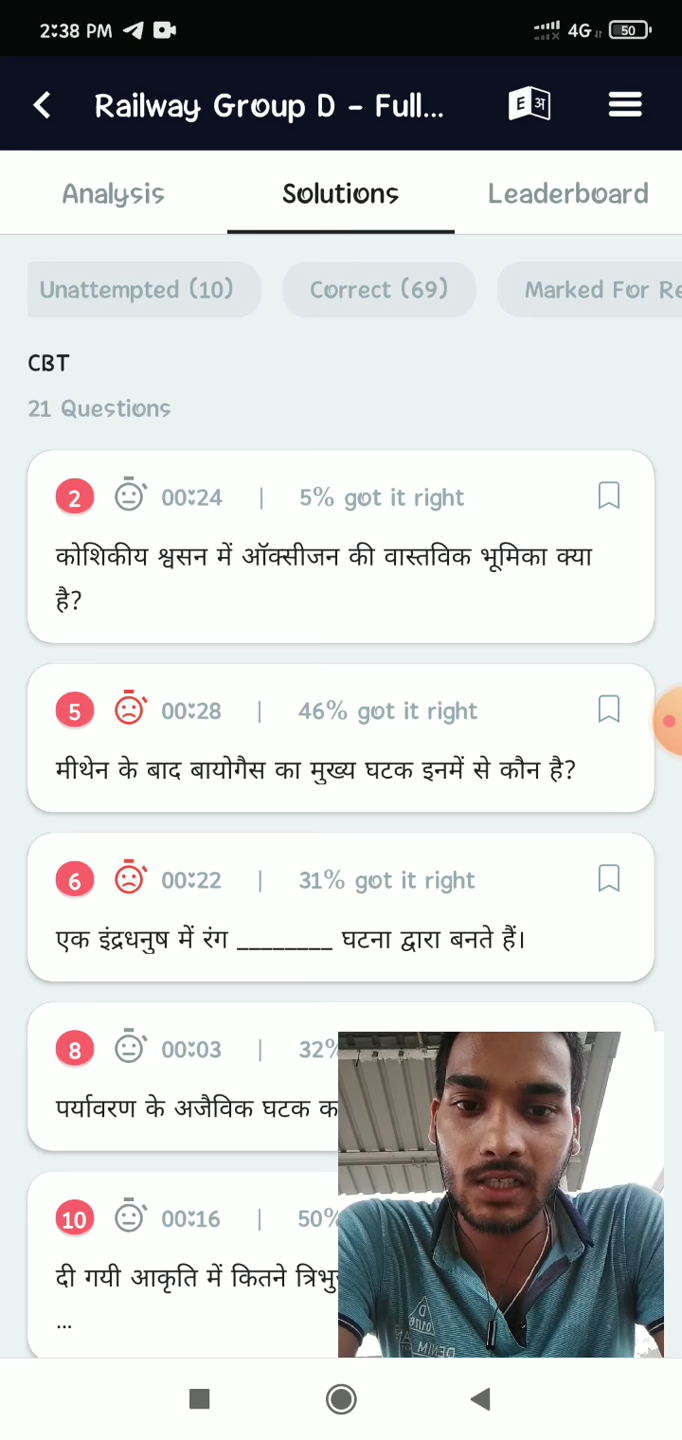 2:38 PM
4G
50
Railway Group D - Full...
E अ
Analysis
Solutions
Leaderboard
Unattempted (10)
Correct (69)
Marked For Re
CBT
21 Questions
2 00:24 | 5% got it right
कोशिकीय श्वसन में ऑक्सीजन की वास्तविक भूमिका क्या
है?
5 00:28 | 46% got it right
मीथेन के बाद बायोगैस का मुख्य घटक इनमें से कौन है?
6 00:22 | 31% got it right
एक इंद्रधनुष में रंग ________ घटना द्वारा बनते हैं।
8 00:03 | 32%
पर्यावरण के अजैविक घटक
10 00:16 | 50%
दी गयी आकृति में कितने
...